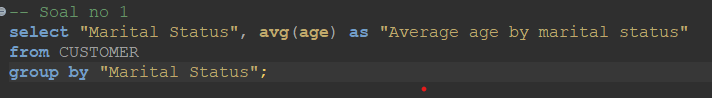 -- Soal no 1
select "Marital Status", avg(age) as "Average age by marital status"
from CUSTOMER
group by "Marital Status";